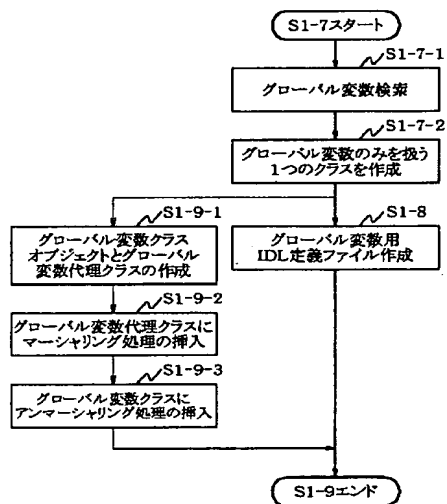 S1-7スタート
S1-7-1
グローバル変数検索
S1-7-2
グローバル変数のみを扱う
1つのクラスを作成
S1-9-1
グローバル変数クラス
オブジェクトとグローバル
変数代理クラスの作成
S1-8
グローバル変数用
IDL定義ファイル作成
S1-9-2
グローバル変数代理クラスに
マーシャリング処理の挿入
S1-9-3
グローバル変数クラスに
アンマーシャリング処理の挿入
S1-9エンド